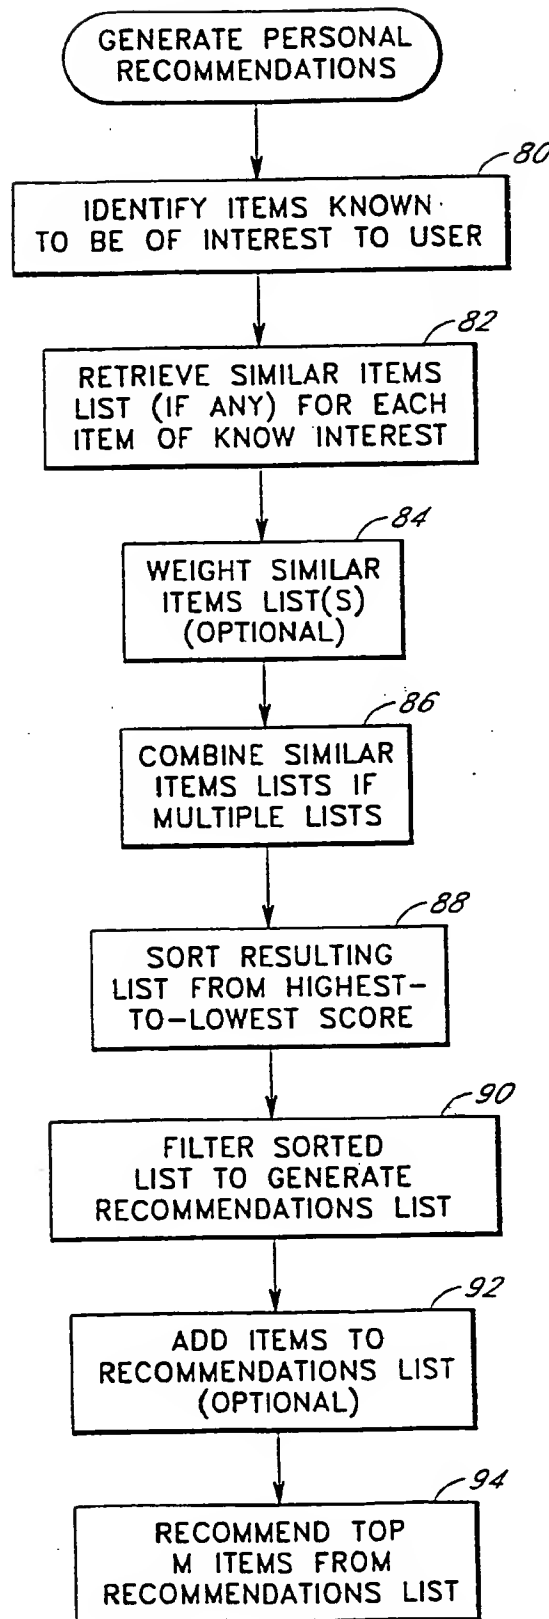 GENERATE PERSONAL
RECOMMENDATIONS
80
IDENTIFY ITEMS KNOWN
TO BE OF INTEREST TO USER
82
RETRIEVE SIMILAR ITEMS
LIST (IF ANY) FOR EACH
ITEM OF KNOW INTEREST
84
WEIGHT SIMILAR
ITEMS LIST(S)
(OPTIONAL)
86
COMBINE SIMILAR
ITEMS LISTS IF
MULTIPLE LISTS
88
SORT RESULTING
LIST FROM HIGHEST-
TO-LOWEST SCORE
90
FILTER SORTED
LIST TO GENERATE
RECOMMENDATIONS LIST
92
ADD ITEMS TO
RECOMMENDATIONS LIST
(OPTIONAL)
94
RECOMMEND TOP
M ITEMS FROM
RECOMMENDATIONS LIST